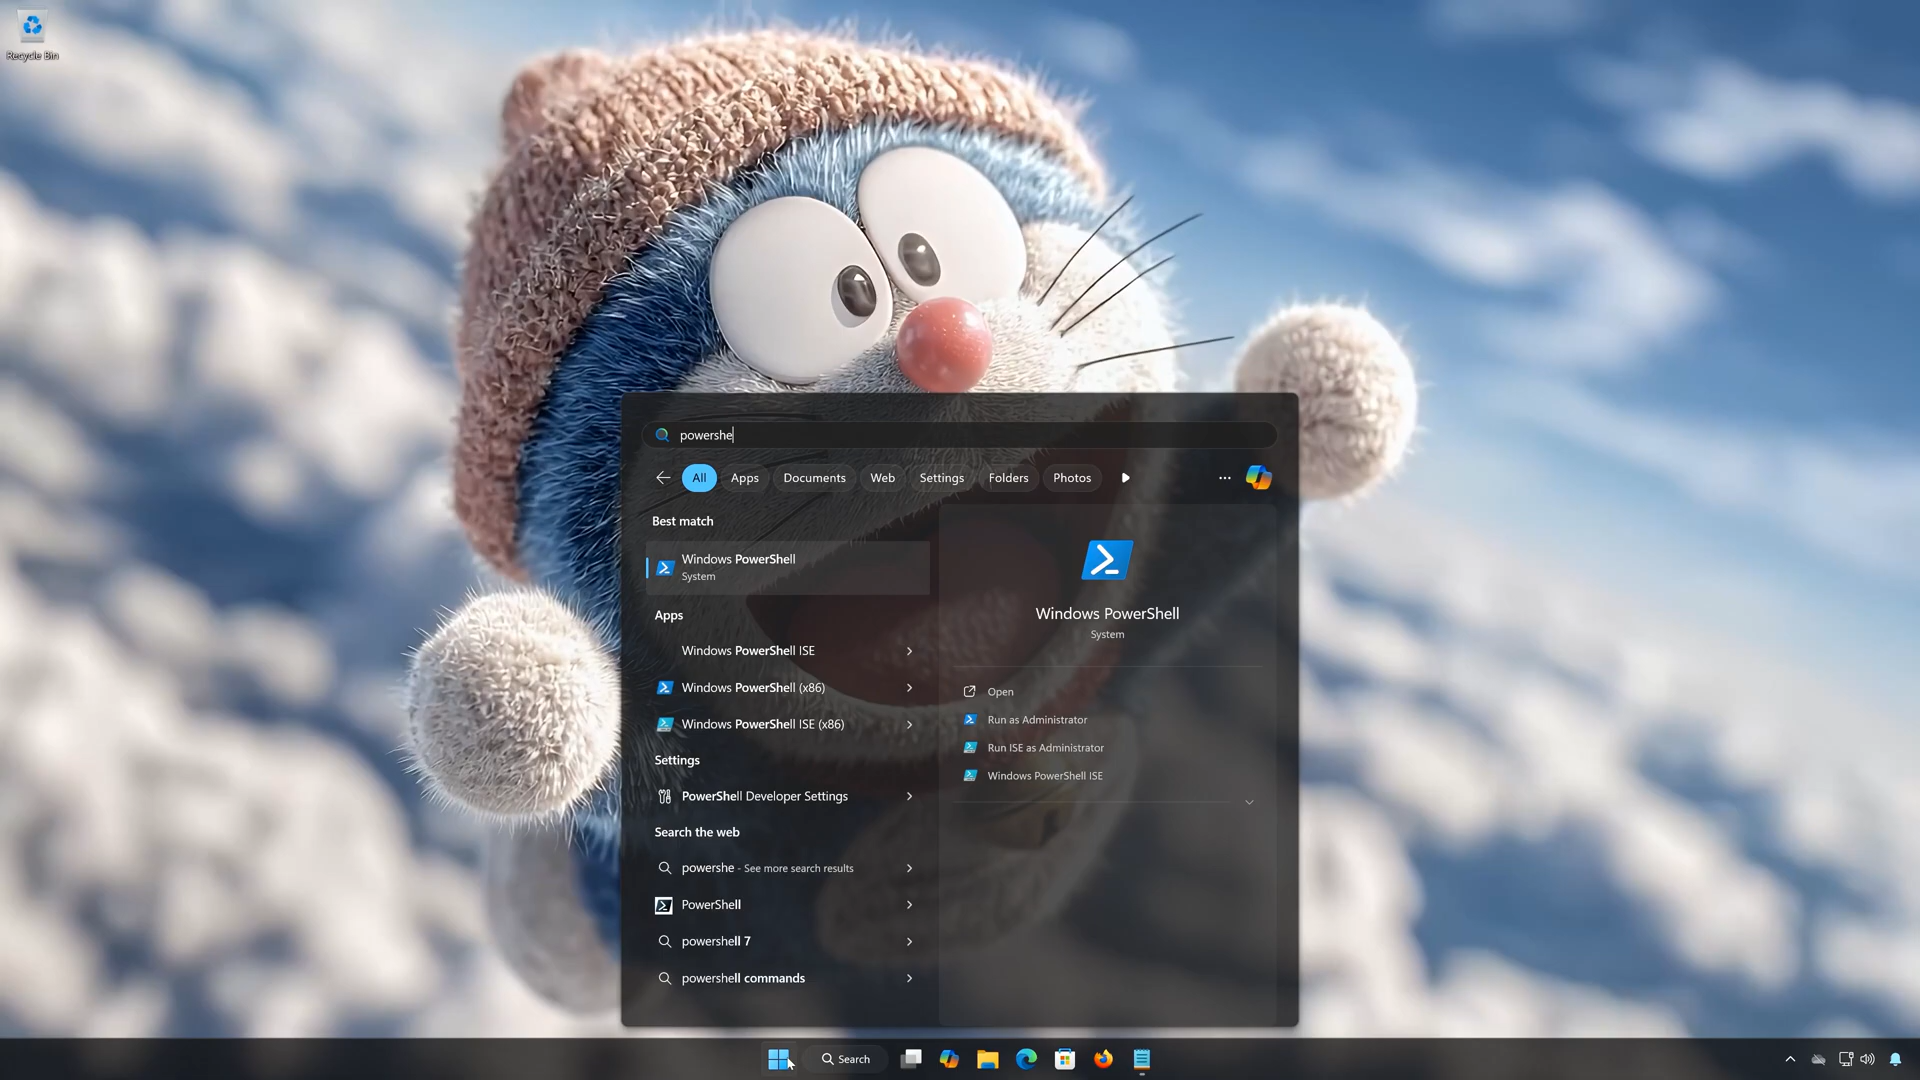 Recycle Bin
powershe
All
Apps
Documents
Web
Settings
Folders
Photos
Best match
Windows PowerShell
System
Apps
Windows PowerShell ISE
Windows PowerShell (x86)
Windows PowerShell ISE (x86)
Settings
PowerShell Developer Settings
Search the web
powershe - See more search results
PowerShell
powershell 7
powershell commands
Windows PowerShell
System
Open
Run as Administrator
Run ISE as Administrator
Windows PowerShell ISE
Search